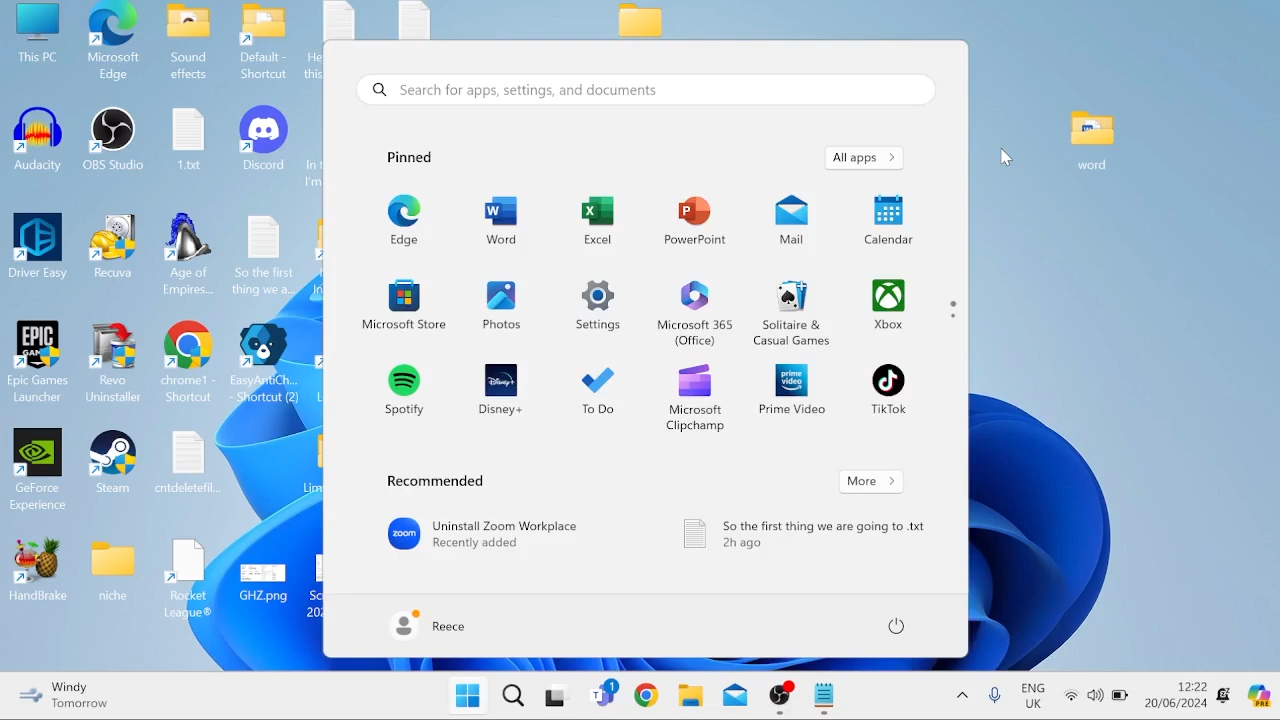 This PC
Microsoft
Edge
Sound
effects
Default -
Shortcut
Audacity
OBS Studio
1.txt
Discord
Driver Easy
Recuva
Age of
Empires...
So the first
thing we a...
Epic Games
Launcher
Revo
Uninstaller
chrome1 -
Shortcut
EasyAntiCh...
- Shortcut (2)
GeForce
Experience
Steam
cntdeletefil...
HandBrake
niche
Rocket
League®
GHZ.png
word
Search for apps, settings, and documents
Pinned
All apps
Edge
Word
Excel
PowerPoint
Mail
Calendar
Microsoft Store
Photos
Settings
Microsoft 365
(Office)
Solitaire &
Casual Games
Xbox
Spotify
Disney+
To Do
Microsoft
Clipchamp
Prime Video
TikTok
Recommended
More
zoom
Uninstall Zoom Workplace
Recently added
So the first thing we are going to .txt
2h ago
Reece
Windy
Tomorrow
1
ENG
UK
12:22
20/06/2024
PRE